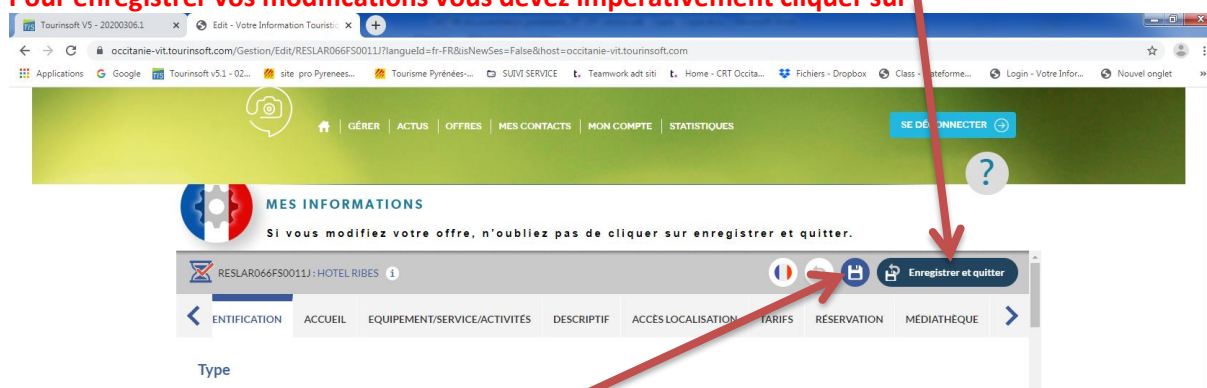 Pour enregistrer vos modifications vous devez impérativement cliquer sur
Tourinsoft V5 - 20200306.1 Edit - Votre Information Touristic
occitanie-vit.tourinsoft.com/Gestion/Edit/RESLAR066FS0011J?langueId=fr-FR&isNewSes=False&host=occitanie-vit.tourinsoft.com
Applications Google Tourinsoft v5.1 - 02... site pro Pyrenees... Tourisme Pyrénées-... SUIVI SERVICE Teamwork adt siti Home - CRT Occita... Fichiers - Dropbox Class - Plateforme... Login - Votre Infor... Nouvel onglet »
GÉRER | ACTUS | OFFRES | MES CONTACTS | MON COMPTE | STATISTIQUES SE DÉCONNECTER
?
MES INFORMATIONS
Si vous modifiez votre offre, n'oubliez pas de cliquer sur enregistrer et quitter.
RESLAR066FS0011J : HOTEL RIBES i Enregistrer et quitter
ENTIFICATION ACCUEIL EQUIPEMENT/SERVICE/ACTIVITÉS DESCRIPTIF ACCÈS LOCALISATION TARIFS RÉSERVATION MÉDIATHÈQUE
Type